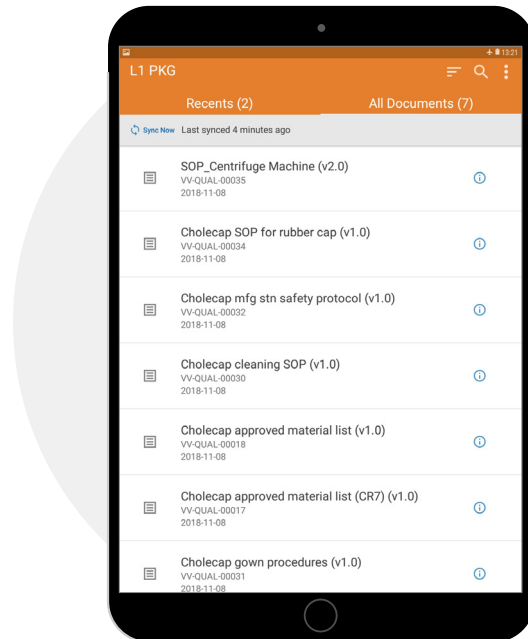 13:21
L1 PKG
Recents (2)
All Documents (7)
Sync Now Last synced 4 minutes ago
SOP_Centrifuge Machine (v2.0)
VV-QUAL-00035
2018-11-08
Cholecap SOP for rubber cap (v1.0)
VV-QUAL-00034
2018-11-08
Cholecap mfg stn safety protocol (v1.0)
VV-QUAL-00032
2018-11-08
Cholecap cleaning SOP (v1.0)
VV-QUAL-00030
2018-11-08
Cholecap approved material list (v1.0)
VV-QUAL-00018
2018-11-08
Cholecap approved material list (CR7) (v1.0)
VV-QUAL-00017
2018-11-08
Cholecap gown procedures (v1.0)
VV-QUAL-00031
2018-11-08